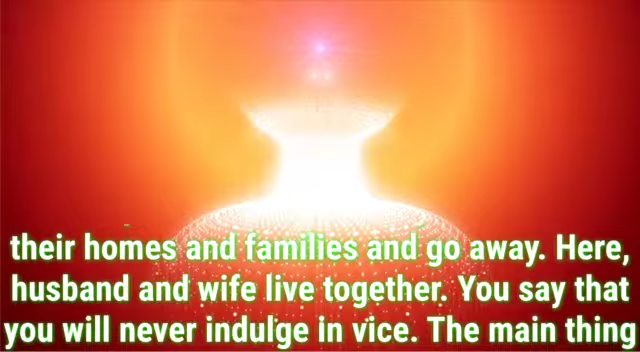 their homes and families and go away. Here,
husband and wife live together. You say that
you will never indulge in vice. The main thing